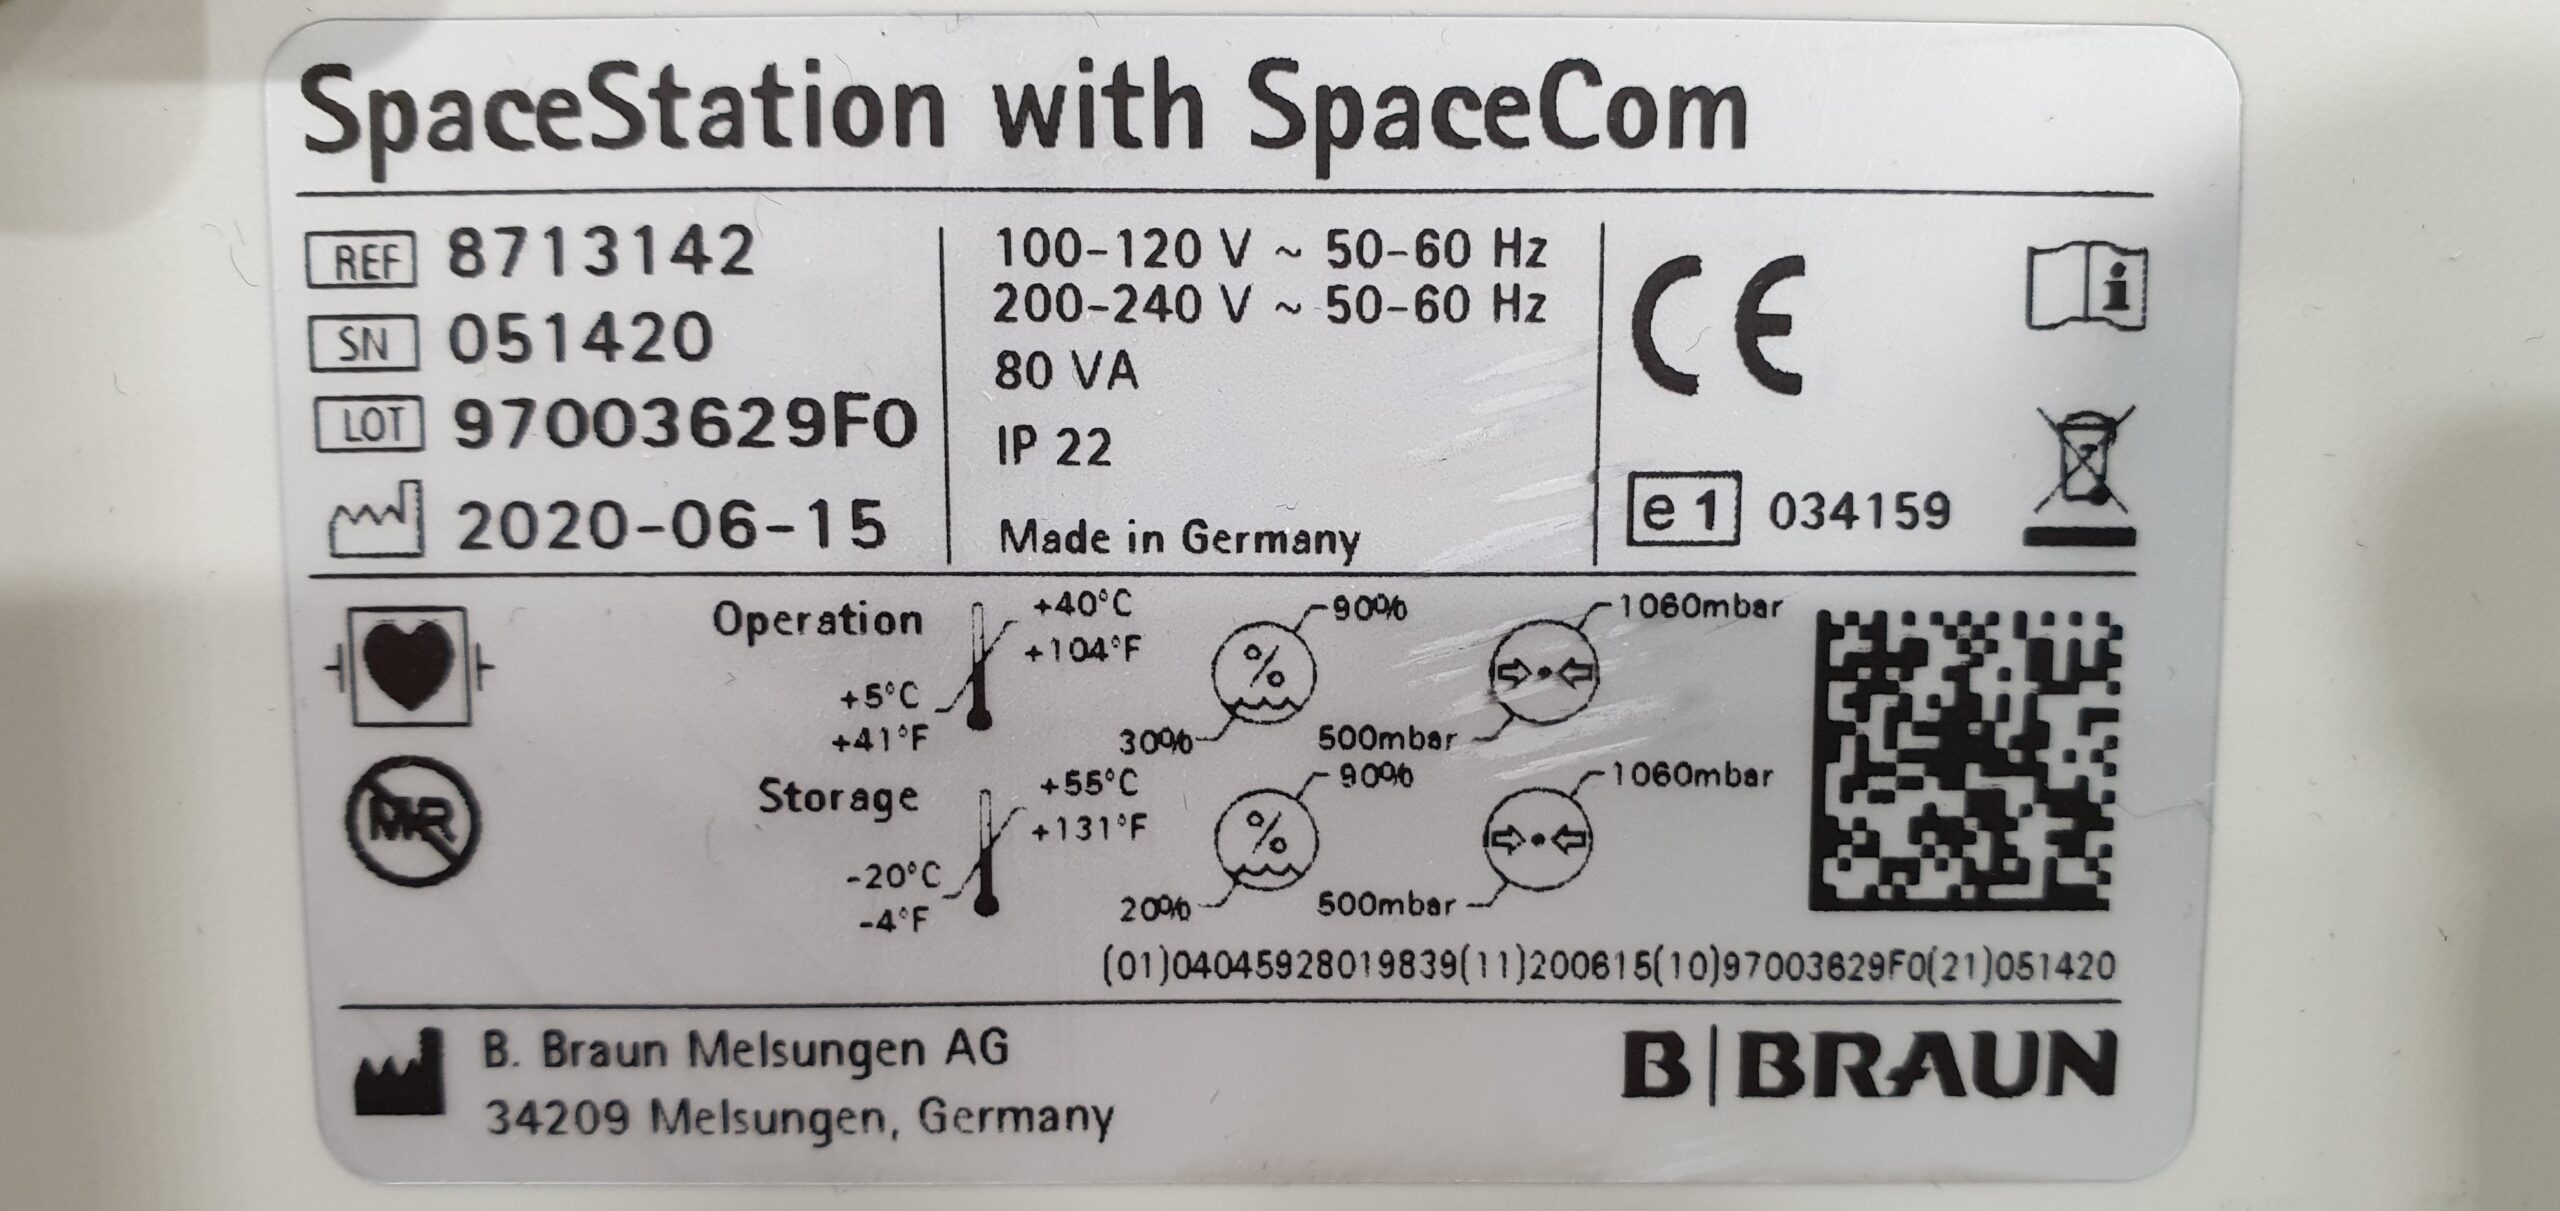 SpaceStation with SpaceCom
REF 8713142
SN 051420
LOT 97003629F0
2020-06-15
100-120 V ~ 50-60 Hz
200-240 V ~ 50-60 Hz
80 VA
IP 22
Made in Germany
CE
e1 034159
Operation
+40°C
+104°F
+5°C
+41°F
90%
%
30%
1060mbar
500mbar
MR
Storage
+55°C
+131°F
-20°C
-4°F
90%
%
20%
1060mbar
500mbar
(01)04045928019839(11)200615(10)97003629F0(21)051420
B. Braun Melsungen AG
34209 Melsungen, Germany
B|BRAUN